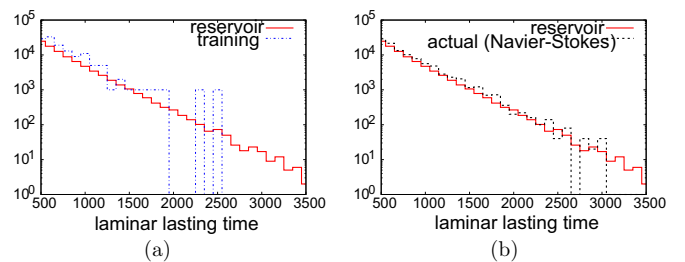 10^5
10^4
10^3
10^2
10^1
10^0
reservoir
training
500 1000 1500 2000 2500 3000 3500
laminar lasting time
(a)
10^5
10^4
10^3
10^2
10^1
10^0
reservoir
actual (Navier-Stokes)
500 1000 1500 2000 2500 3000 3500
laminar lasting time
(b)